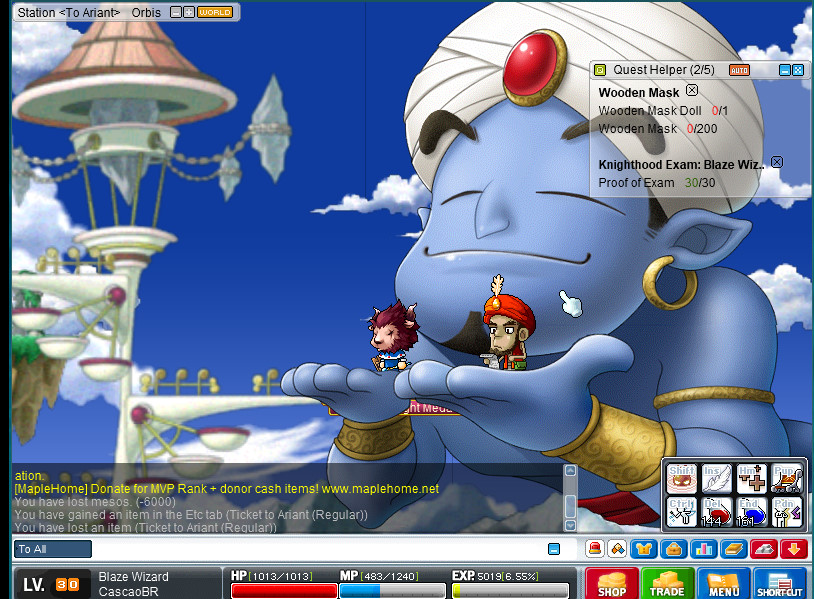 Station <To Ariant> Orbis WORLD
Quest Helper (2/5) AUTO
Wooden Mask
Wooden Mask Doll 0/1
Wooden Mask 0/200
Knighthood Exam: Blaze Wiz..
Proof of Exam 30/30
ation.
[MapleHome] Donate for MVP Rank + donor cash items! www.maplehome.net
You have lost mesos. (-6000)
You have gained an item in the Etc tab (Ticket to Ariant (Regular))
You have lost an item (Ticket to Ariant (Regular))
Shift Ins Hm Pup
Ctrl Del End Pdn
144 161
To All
LV. 30 Blaze Wizard
CascaoBR
HP[1013/1013] MP[483/1240] EXP. 5019[6.55%]
SHOP TRADE MENU SHORTCUT